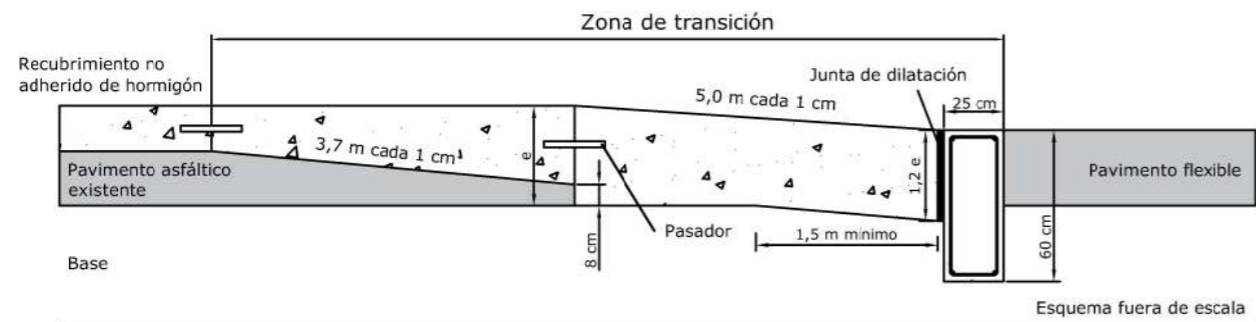 Zona de transición
Recubrimiento no
adherido de hormigón
Junta de dilatación
5,0 m cada 1 cm
25 cm
3,7 m cada 1 cm
e
1,2 e
Pavimento asfáltico
existente
Pavimento flexible
Pasador
1,5 m mínimo
8 cm
60 cm
Base
Esquema fuera de escala